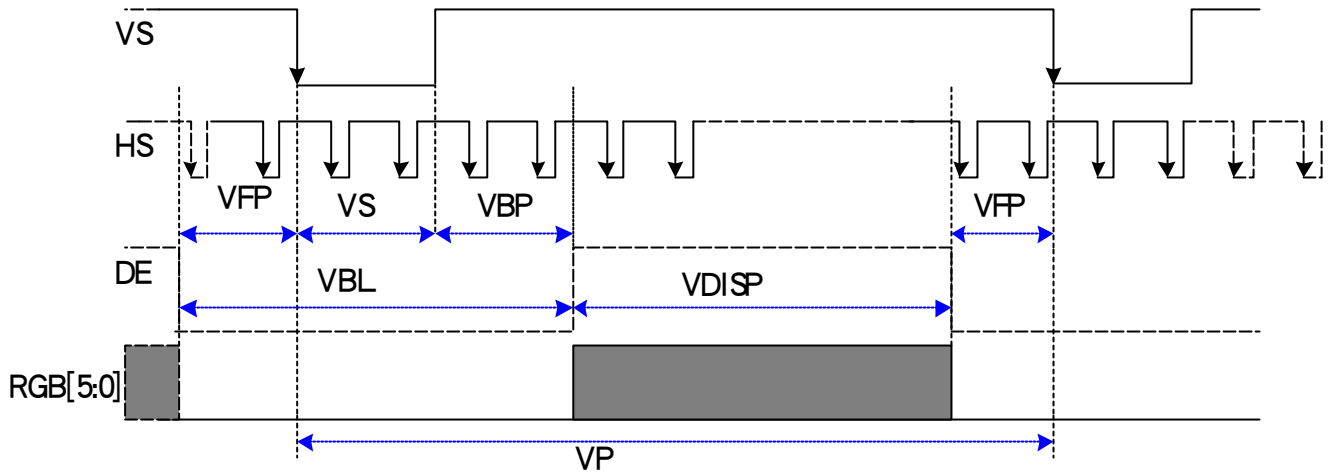 VS
HS
VFP VS VBP VFP
DE
VBL VDISP
RGB[5:0]
VP